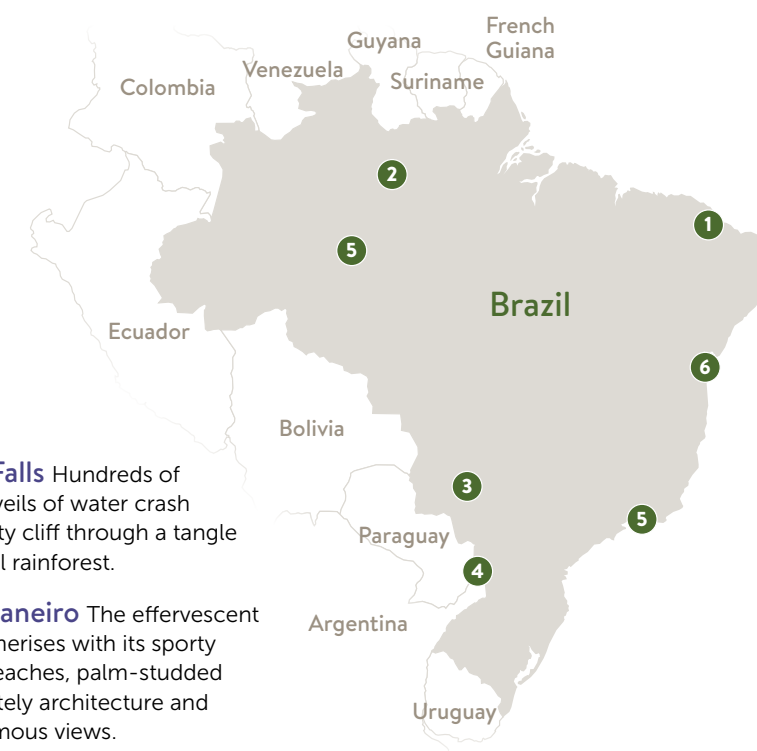 French
Guiana
Guyana
Venezuela
Suriname
Colombia
2
1
5
Brazil
Ecuador
6
Bolivia
3
5
Paraguay
4
Argentina
Uruguay
Falls Hundreds of
veils of water crash
ty cliff through a tangle
l rainforest.
aneiro The effervescent
nerises with its sporty
eaches, palm-studded
tely architecture and
mous views.